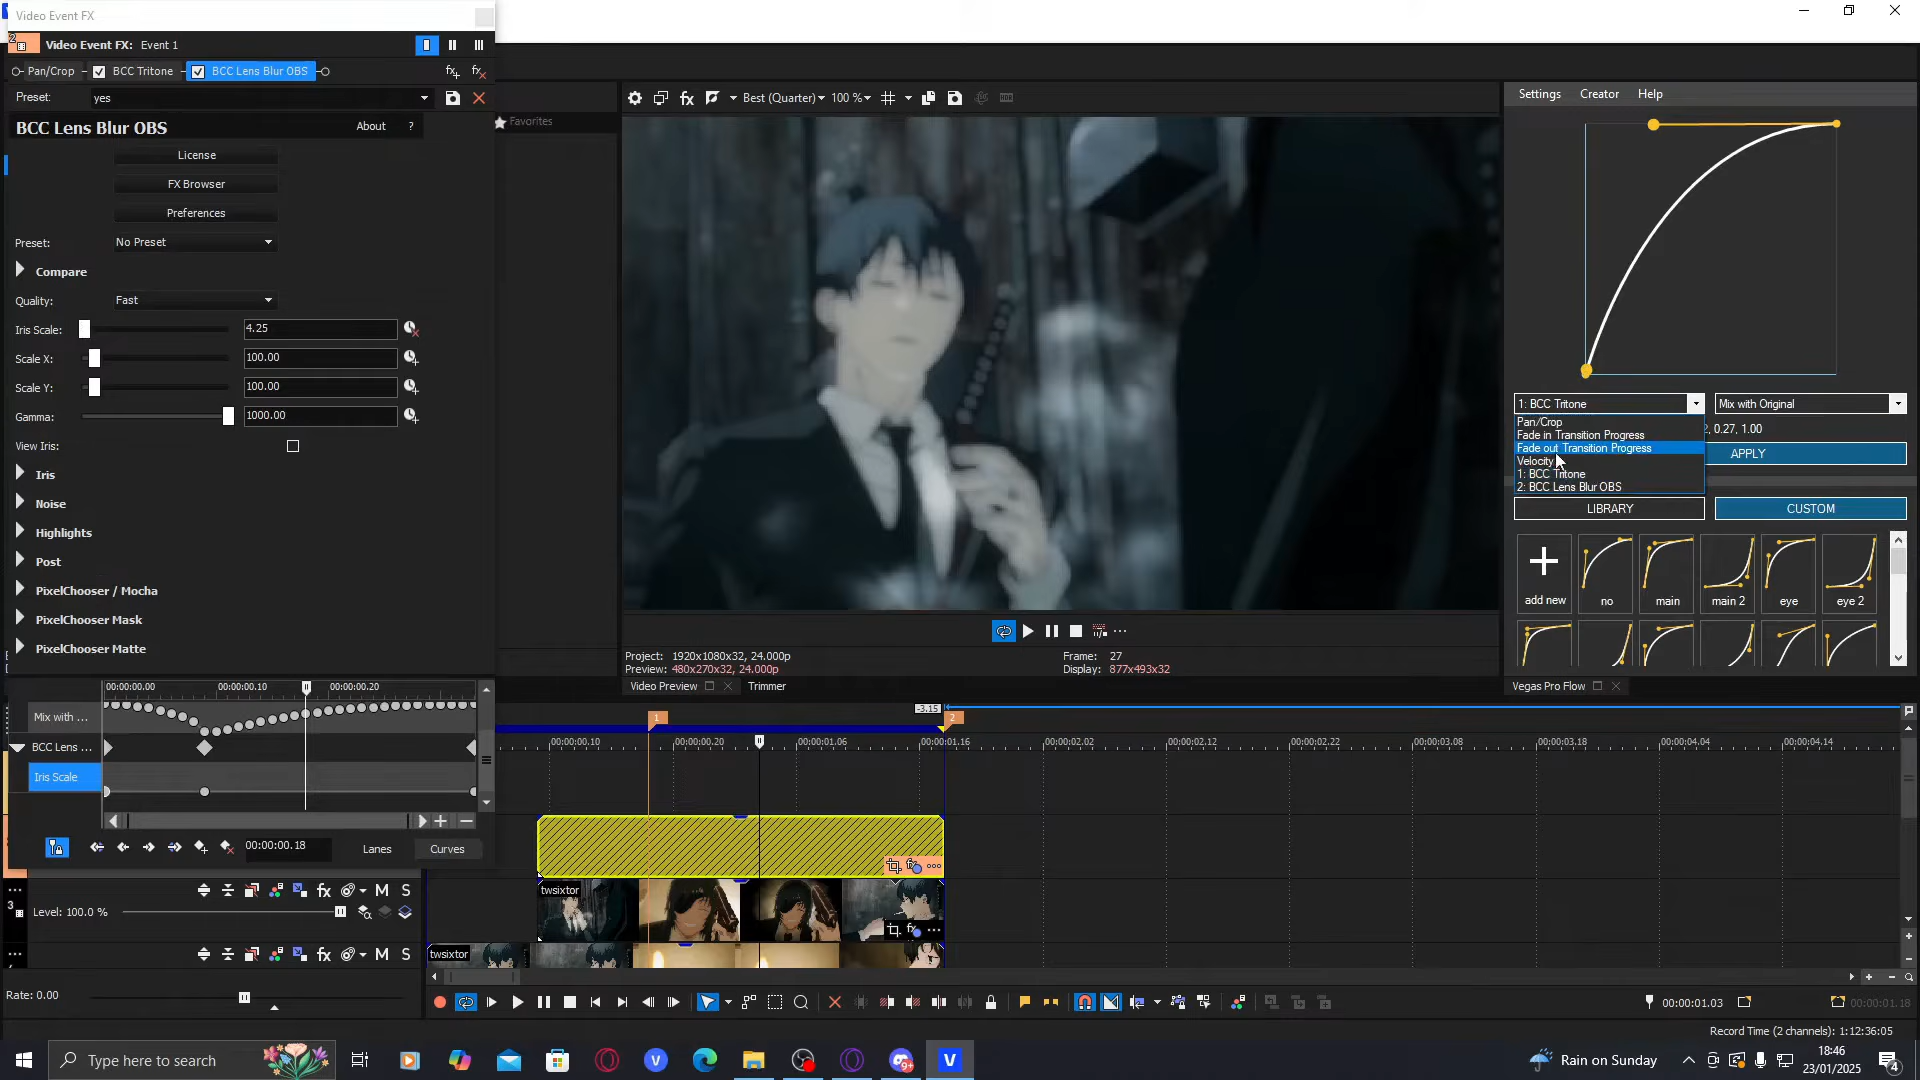 Video Event FX
Video Event FX: Event 1
Pan/Crop BCC Tritone BCC Lens Blur OBS
Preset: yes
BCC Lens Blur OBS About ?
License
FX Browser
Preferences
Preset: No Preset
Compare
Quality: Fast
Iris Scale: 4.25
Scale X: 100.00
Scale Y: 100.00
Gamma: 1000.00
View Iris:
Iris
Noise
Highlights
Post
PixelChooser / Mocha
PixelChooser Mask
PixelChooser Matte
00:00:00.00 00:00:00.10 00:00:00.20
Mix with ...
BCC Lens ...
Iris Scale
00:00:00.18 Lanes Curves
Favorites
Best (Quarter) 100 %
Project: 1920x1080x32, 24.000p
Preview: 480x270x32, 24.000p
Frame: 27
Display: 877x493x32
Video Preview Trimmer
Settings Creator Help
1: BCC Tritone Mix with Original
Pan/Crop
Fade in Transition Progress
Fade out Transition Progress
Velocity
1: BCC Tritone
2: BCC Lens Blur OBS
, 0.27, 1.00
APPLY
LIBRARY CUSTOM
add new no main main 2 eye eye 2
Vegas Pro Flow
-3.15
1 2
00:00:00.10 00:00:00.20 00:00:01.06 00:00:01.16 00:00:02.02 00:00:02.12 00:00:02.22 00:00:03.08 00:00:03.18 00:00:04.04 00:00:04.14
twsixtor
twsixtor
3
M S
Level: 100.0 %
M S
Rate: 0.00
00:00:01.03 00:00:01.18
Record Time (2 channels): 1:12:36:05
Type here to search
Rain on Sunday
18:46
23/01/2025
4